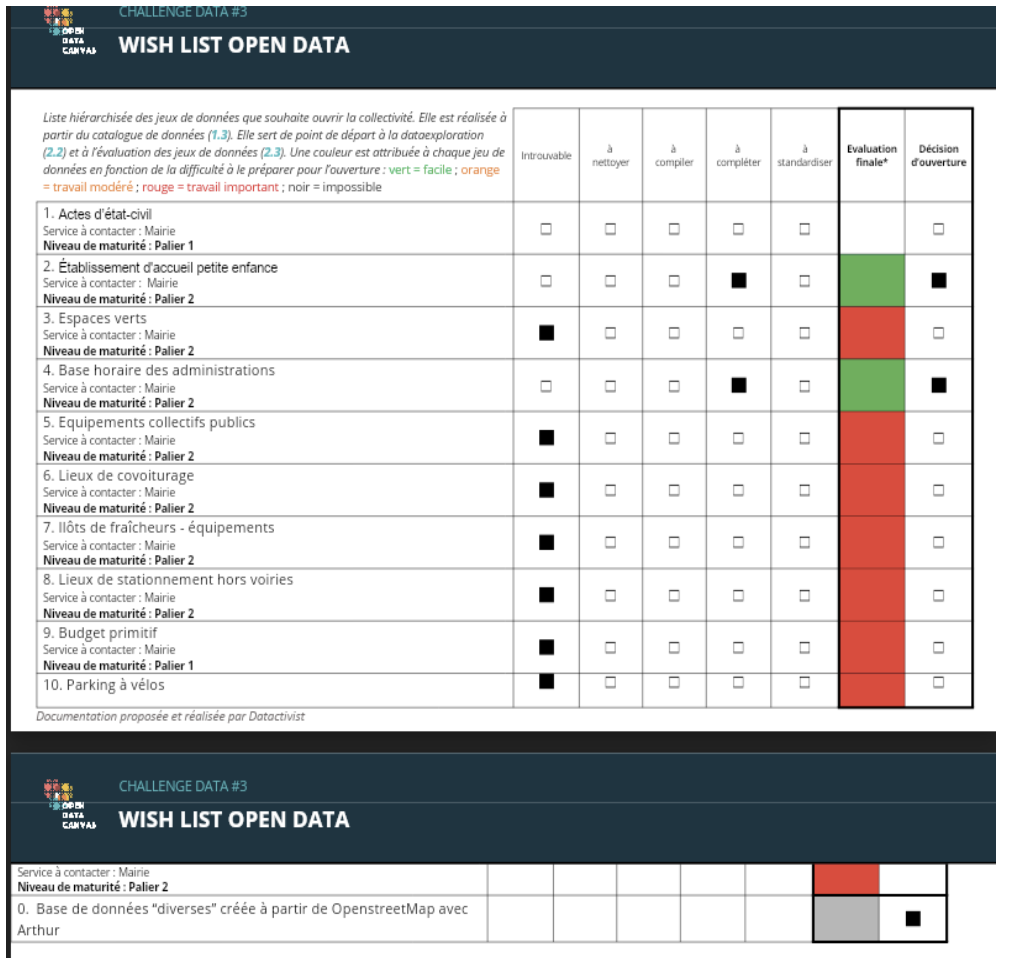 CHALLENGE DATA #3
OPEN
DATA
CANVAS
WISH LIST OPEN DATA
Liste hiérarchisée des jeux de données que souhaite ouvrir la collectivité. Elle est réalisée à
partir du catalogue de données (1.3). Elle sert de point de départ à la dataexploration
(2.2) et à l'évaluation des jeux de données (2.3). Une couleur est attribuée à chaque jeu de
données en fonction de la difficulté à le préparer pour l'ouverture : vert = facile ; orange
= travail modéré ; rouge = travail important ; noir = impossible
Introuvable
à
nettoyer
à
compiler
à
compléter
à
standardiser
Evaluation
finale*
Décision
d'ouverture
1. Actes d'état-civil
Service à contacter : Mairie
Niveau de maturité : Palier 1
2. Établissement d'accueil petite enfance
Service à contacter : Mairie
Niveau de maturité : Palier 2
3. Espaces verts
Service à contacter : Mairie
Niveau de maturité : Palier 2
4. Base horaire des administrations
Service à contacter : Mairie
Niveau de maturité : Palier 2
5. Equipements collectifs publics
Service à contacter : Mairie
Niveau de maturité : Palier 2
6. Lieux de covoiturage
Service à contacter : Mairie
Niveau de maturité : Palier 2
7. Ilôts de fraîcheurs - équipements
Service à contacter : Mairie
Niveau de maturité : Palier 2
8. Lieux de stationnement hors voiries
Service à contacter : Mairie
Niveau de maturité : Palier 2
9. Budget primitif
Service à contacter : Mairie
Niveau de maturité : Palier 1
10. Parking à vélos
Documentation proposée et réalisée par Datactivist
CHALLENGE DATA #3
OPEN
DATA
CANVAS
WISH LIST OPEN DATA
Service à contacter : Mairie
Niveau de maturité : Palier 2
0. Base de données "diverses" créée à partir de OpenstreetMap avec
Arthur